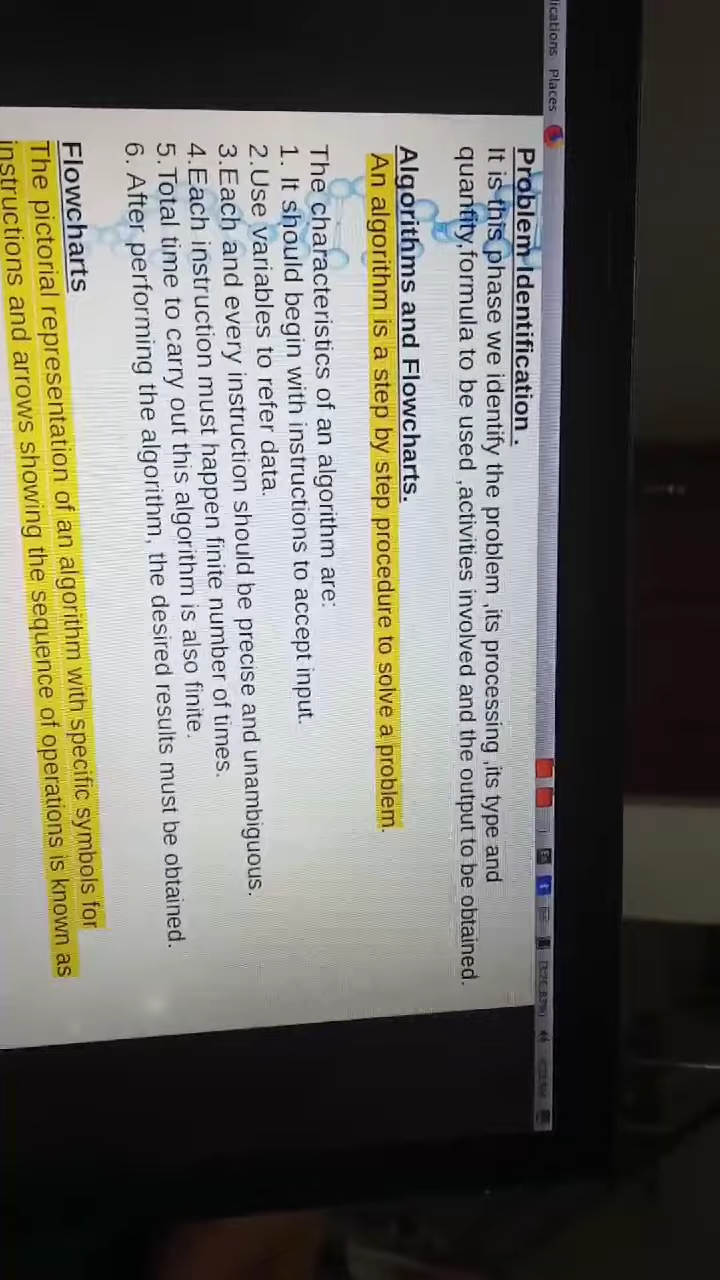 lications Places
Problem Identification .
It is this phase we identify the problem ,its processing ,its type and
quantity,formula to be used ,activities involved and the output to be obtained.
Algorithms and Flowcharts.
An algorithm is a step by step procedure to solve a problem.
The characteristics of an algorithm are:
1. It should begin with instructions to accept input.
2.Use variables to refer data.
3.Each and every instruction should be precise and unambiguous.
4.Each instruction must happen finite number of times.
5.Total time to carry out this algorithm is also finite.
6. After performing the algorithm, the desired results must be obtained.
Flowcharts
The pictorial representation of an algorithm with specific symbols for
instructions and arrows showing the sequence of operations is known as